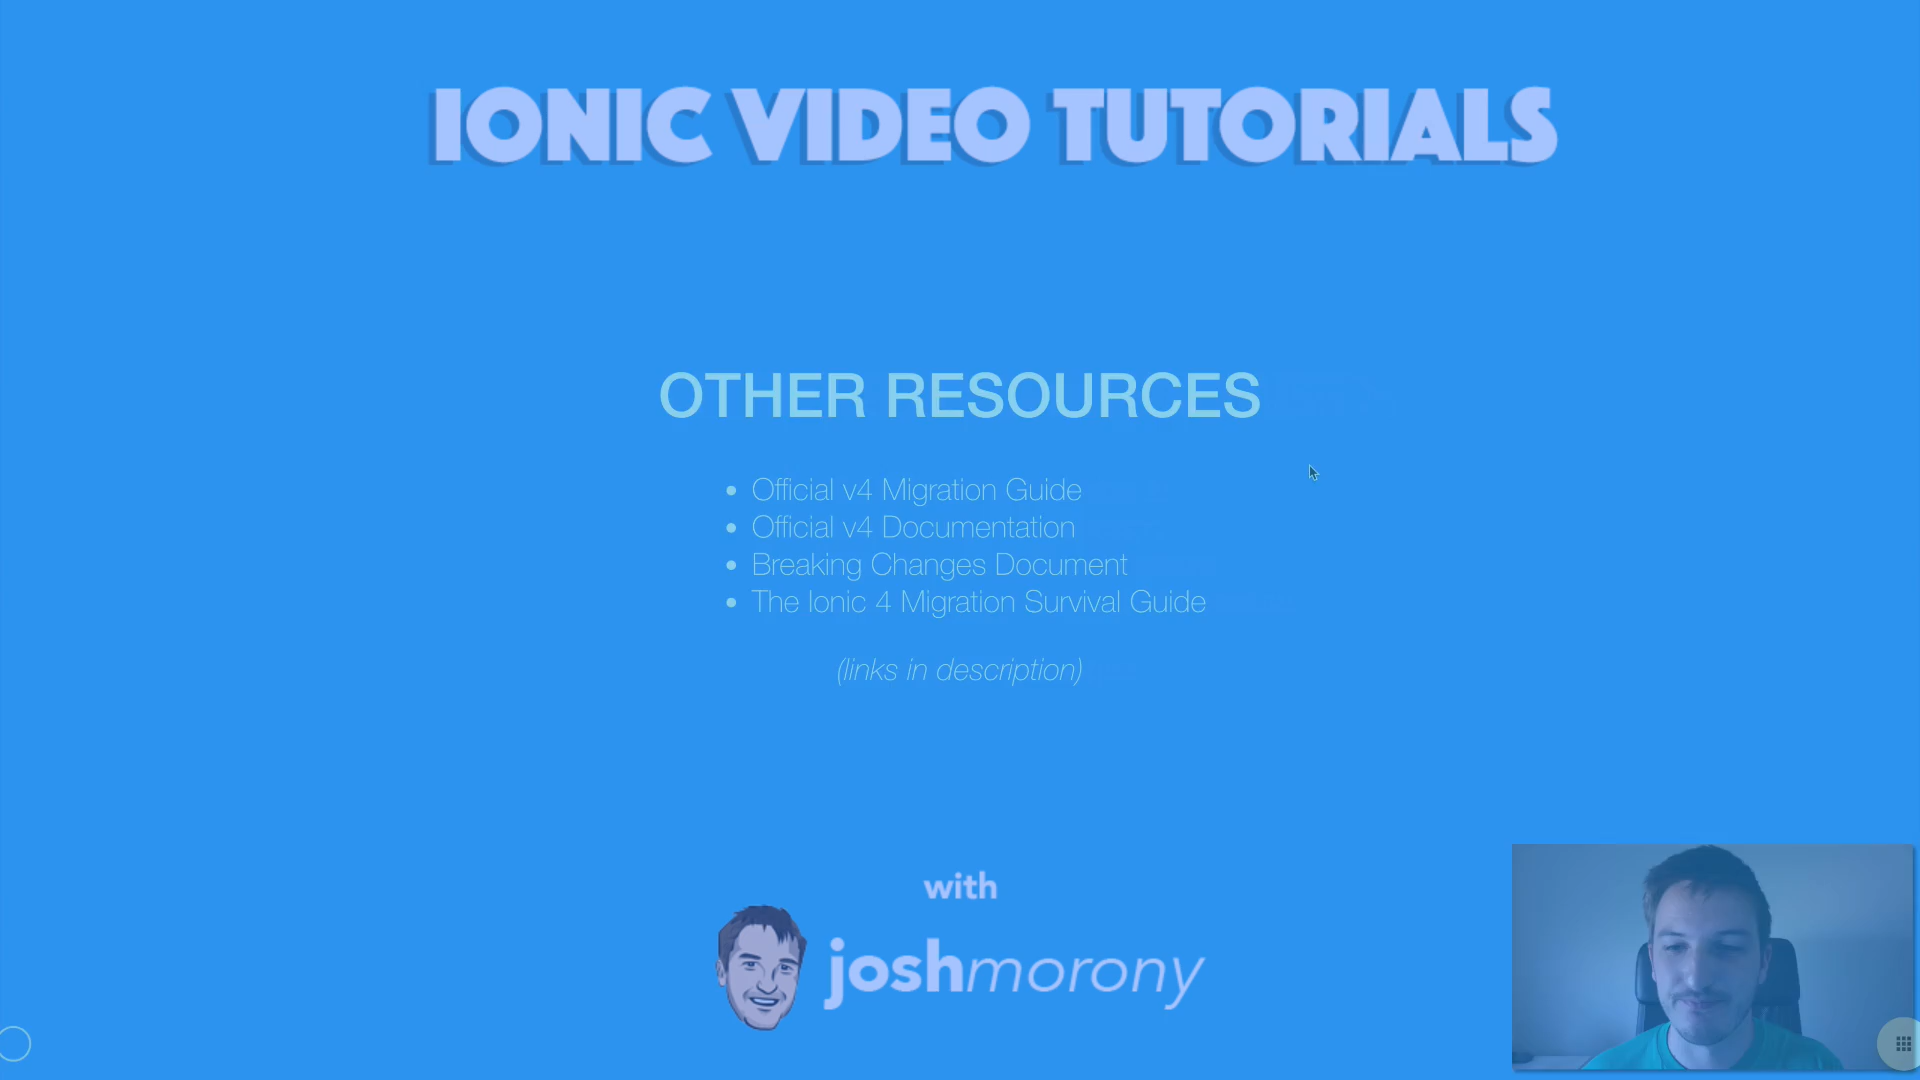 IONIC VIDEO TUTORIALS
OTHER RESOURCES
• Official v4 Migration Guide
• Official v4 Documentation
• Breaking Changes Document
• The Ionic 4 Migration Survival Guide
(links in description)
with
joshmorony